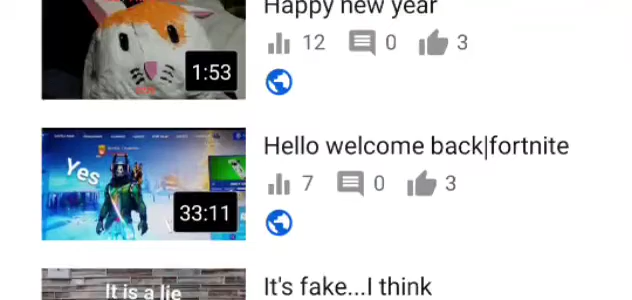 Happy new year
12 0 3
1:53
Hello welcome back|fortnite
Yes
7 0 3
33:11
It's fake...I think
It is a lie